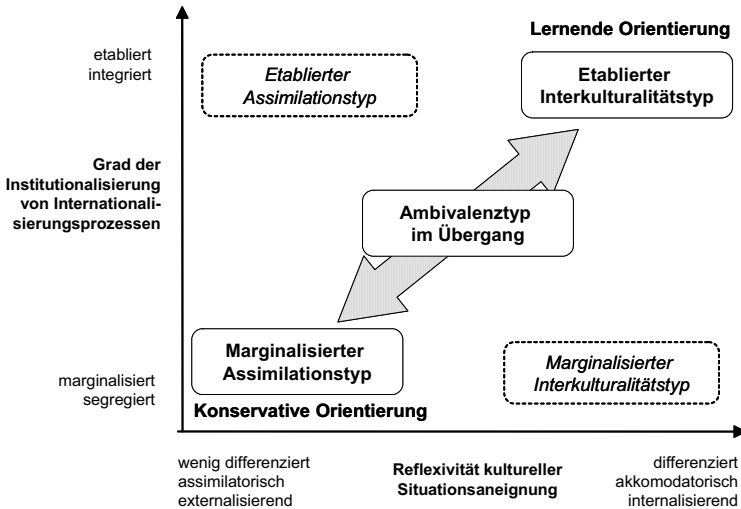 Lernende Orientierung
etabliert
integriert
Etablierter
Assimilationstyp
Etablierter
Interkulturalitätstyp
Grad der
Institutionalisierung
von Internationali-
sierungsprozessen
Ambivalenztyp
im Übergang
Marginalisierter
Assimilationstyp
Marginalisierter
Interkulturalitätstyp
marginalisiert
segregiert
Konservative Orientierung
wenig differenziert
assimilatorisch
externalisierend
Reflexivität kultureller
Situationsaneignung
differenziert
akkomodatorisch
internalisierend